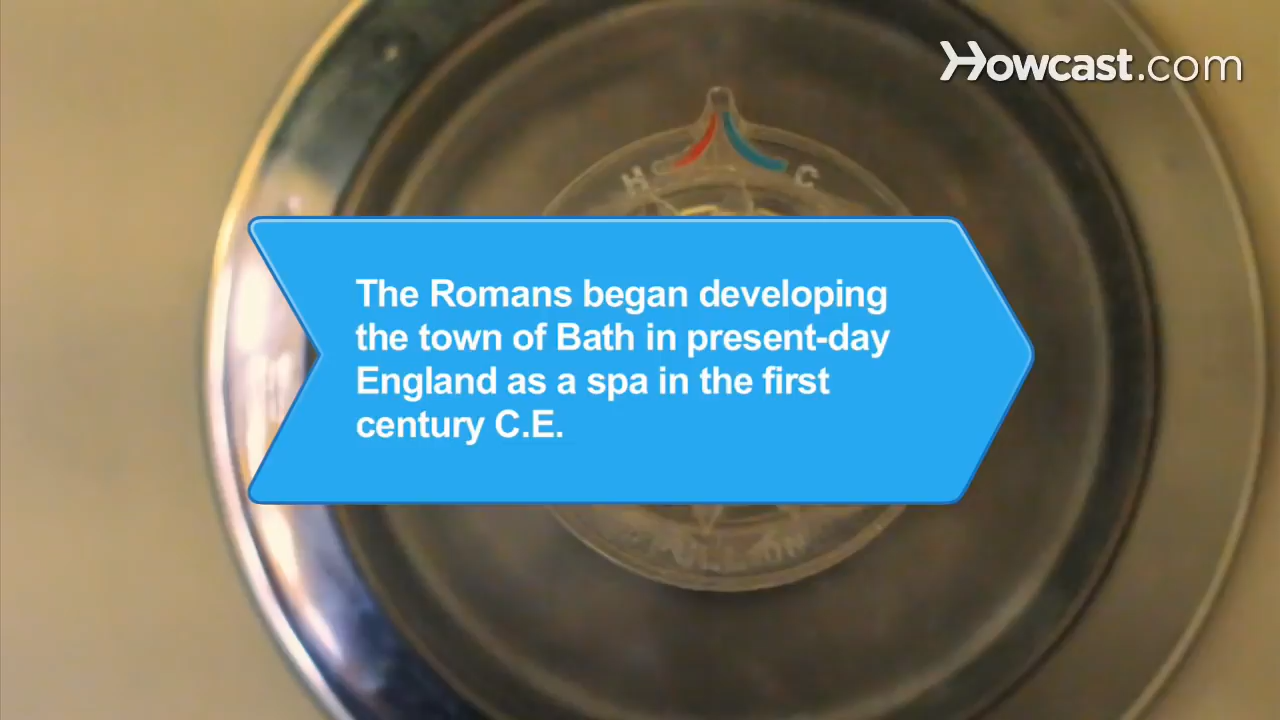 Howcast.com
H C
The Romans began developing
the town of Bath in present-day
England as a spa in the first
century C.E.